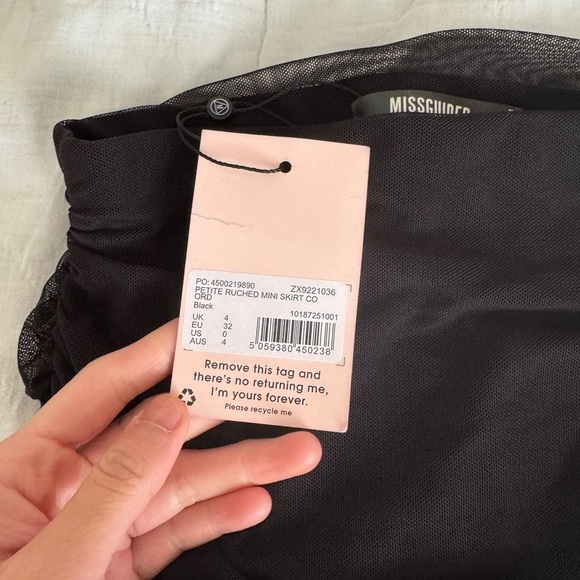 MISSGUIDED
PO:4500219890 ZX9221036
PETITE RUCHED MINI SKIRT CO
ORD
Black
10187251001
UK 4
EU 32
US 0
AUS 4
5 059380 450238
Remove this tag and
there's no returning me,
I'm yours forever.
Please recycle me